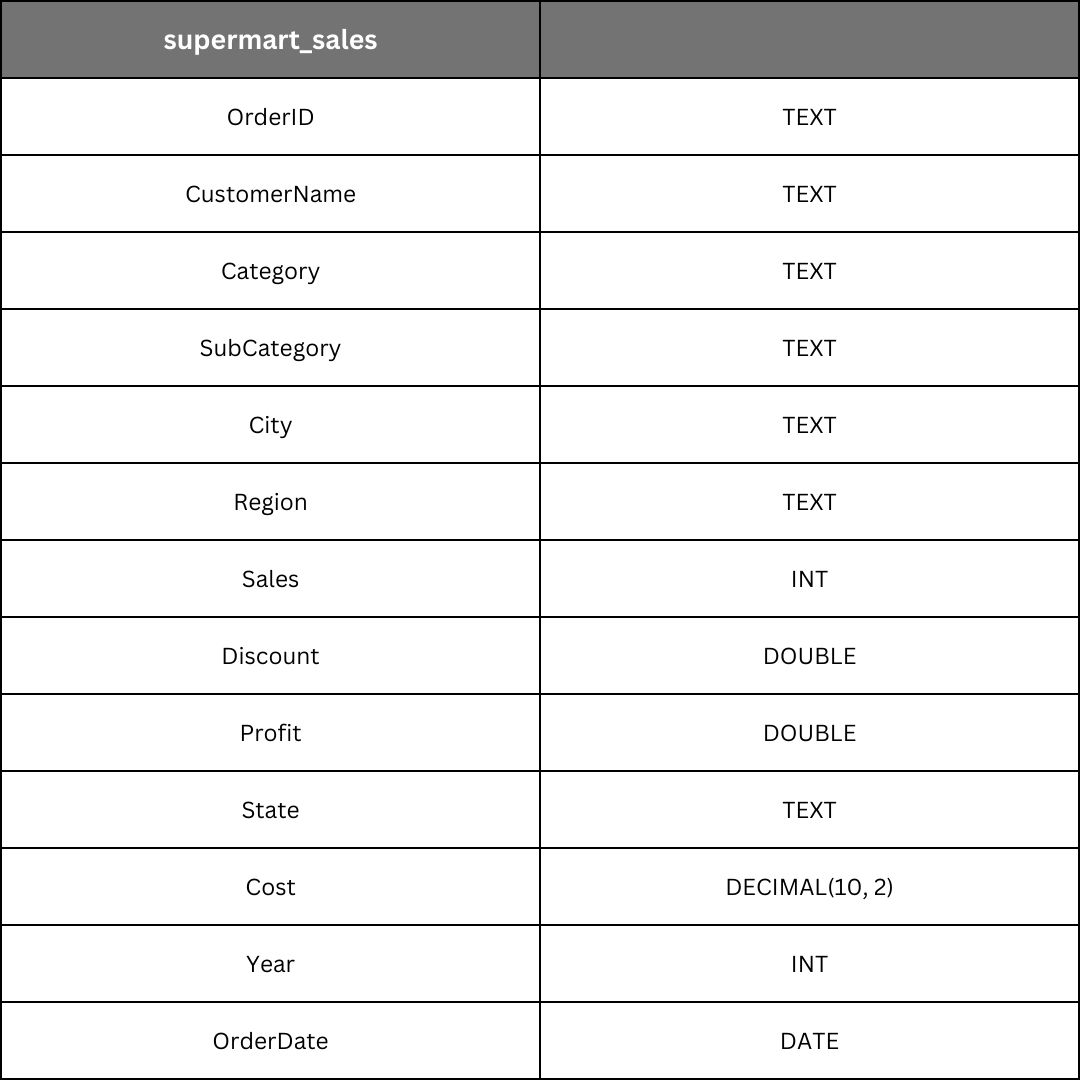 supermart_sales
OrderID TEXT
CustomerName TEXT
Category TEXT
SubCategory TEXT
City TEXT
Region TEXT
Sales INT
Discount DOUBLE
Profit DOUBLE
State TEXT
Cost DECIMAL(10, 2)
Year INT
OrderDate DATE